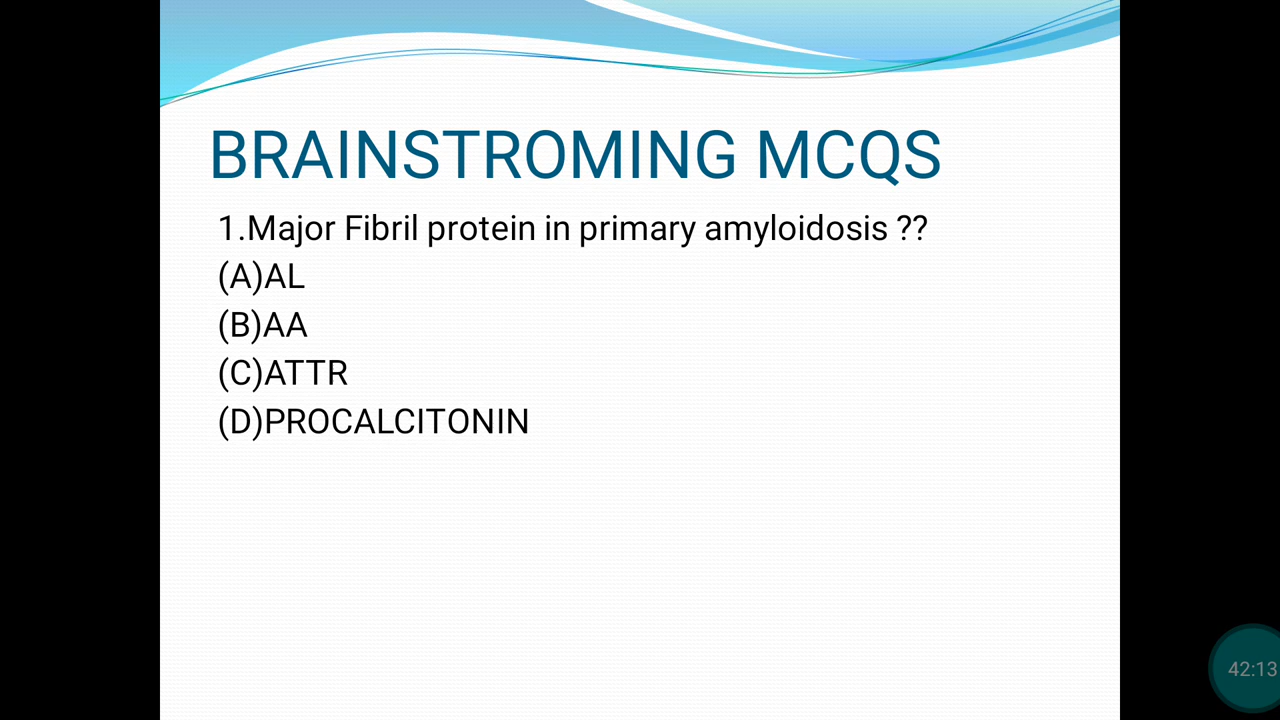 BRAINSTROMING MCQS
1.Major Fibril protein in primary amyloidosis ??
(A)AL
(B)AA
(C)ATTR
(D)PROCALCITONIN
42:13